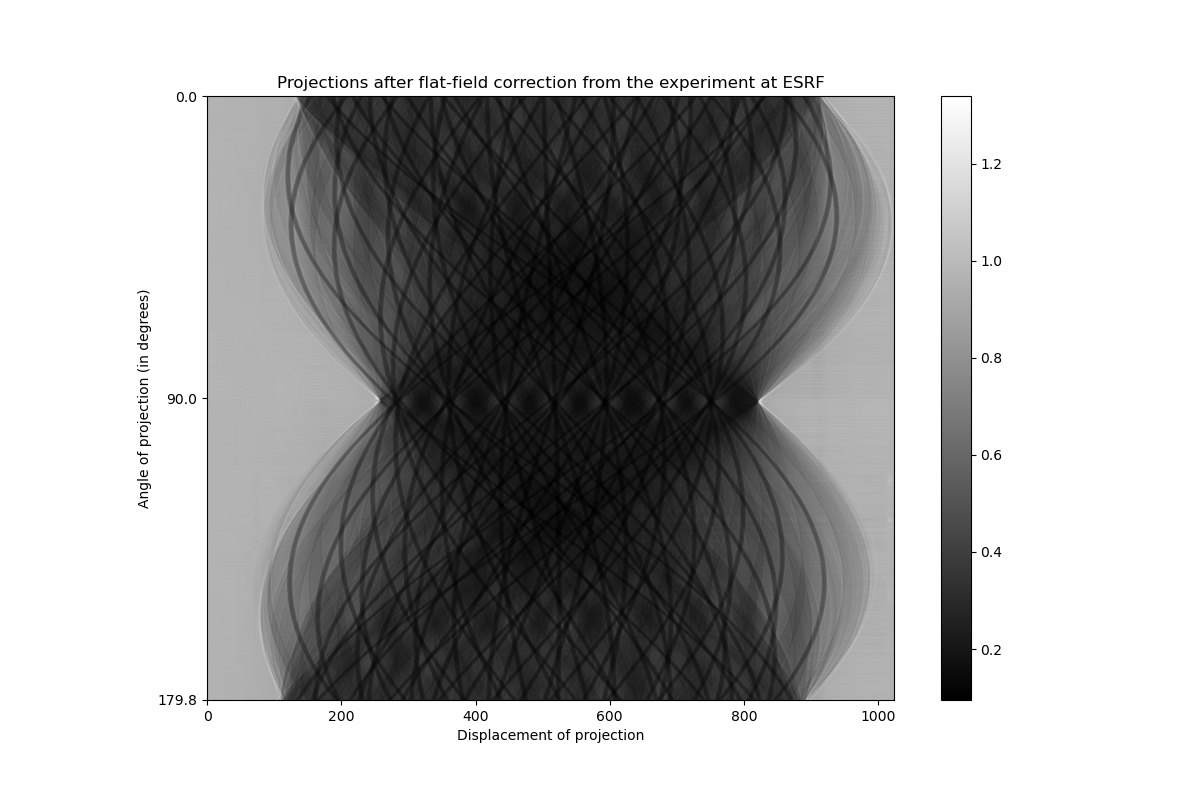 Projections after flat-field correction from the experiment at ESRF
0.0
90.0
179.8
Angle of projection (in degrees)
0 200 400 600 800 1000
Displacement of projection
1.2
1.0
0.8
0.6
0.4
0.2